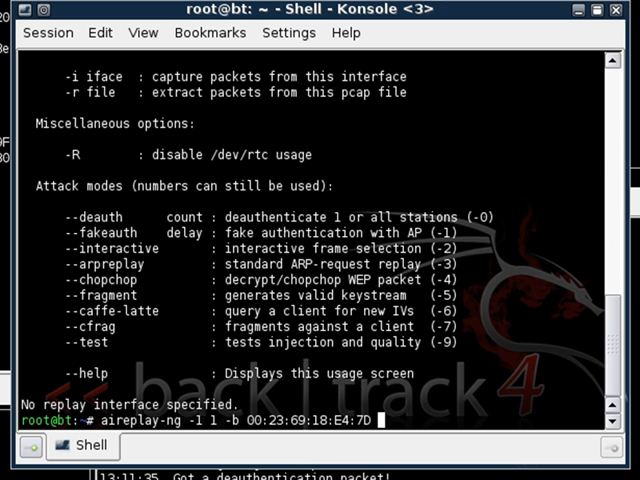 root@bt: ~ - Shell - Konsole <3>
Session Edit View Bookmarks Settings Help
-i iface : capture packets from this interface
-r file : extract packets from this pcap file
Miscellaneous options:
-R : disable /dev/rtc usage
Attack modes (numbers can still be used):
--deauth count : deauthenticate 1 or all stations (-0)
--fakeauth delay : fake authentication with AP (-1)
--interactive : interactive frame selection (-2)
--arpreplay : standard ARP-request replay (-3)
--chopchop : decrypt/chopchop WEP packet (-4)
--fragment : generates valid keystream (-5)
--caffe-latte : query a client for new IVs (-6)
--cfrag : fragments against a client (-7)
--test : tests injection and quality (-9)
--help : Displays this usage screen
<< back | track 4
No replay interface specified.
root@bt:~# aireplay-ng -1 1 -b 00:23:69:18:E4:7D
Shell
13:11:35 Got a deauthentication packet!